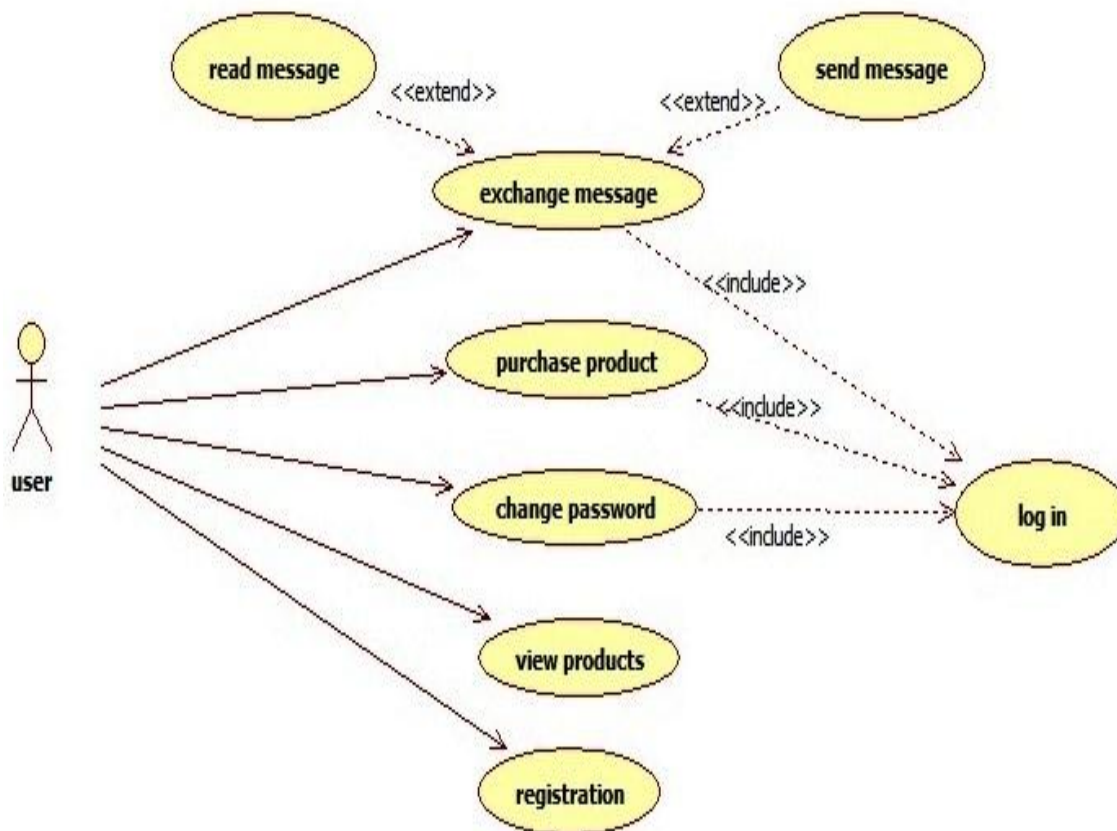 read message
send message
<<extend>>
<<extend>>
exchange message
<<include>>
purchase product
<<include>>
user
change password
<<include>>
log in
view products
registration